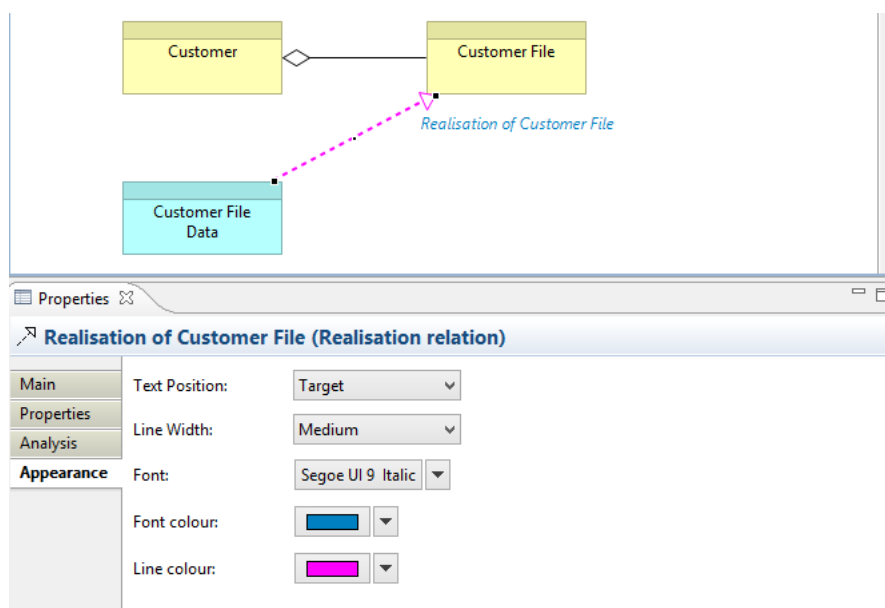 Customer
Customer File
Realisation of Customer File
Customer File
Data
Properties
Realisation of Customer File (Realisation relation)
Main
Properties
Analysis
Appearance
Text Position:
Target
Line Width:
Medium
Font:
Segoe UI 9 Italic
Font colour:
Line colour: